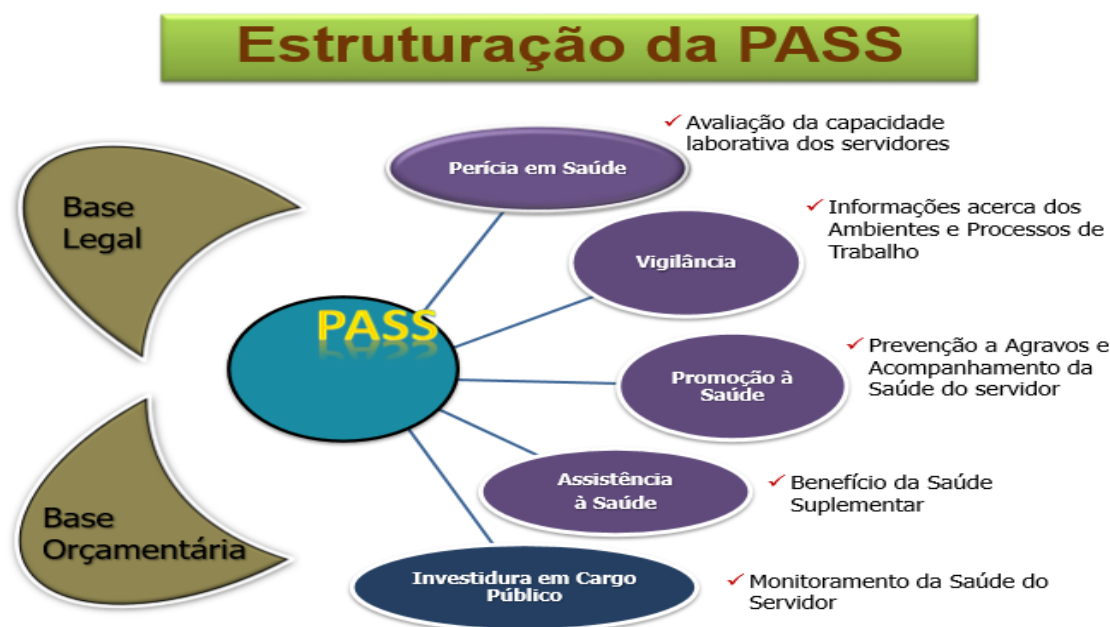 Estruturação da PASS
Base
Legal
Perícia em Saúde
✓ Avaliação da capacidade
laborativa dos servidores
Vigilância
✓ Informações acerca dos
Ambientes e Processos de
Trabalho
PASS
Promoção à
Saúde
✓ Prevenção a Agravos e
Acompanhamento da
Saúde do servidor
Assistência
à Saúde
✓ Benefício da Saúde
Suplementar
Base
Orçamentária
Investidura em Cargo
Público
✓ Monitoramento da Saúde do
Servidor